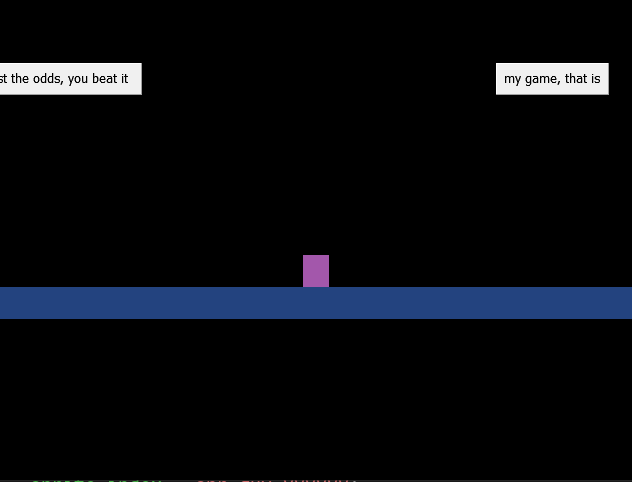 st the odds, you beat it
my game, that is